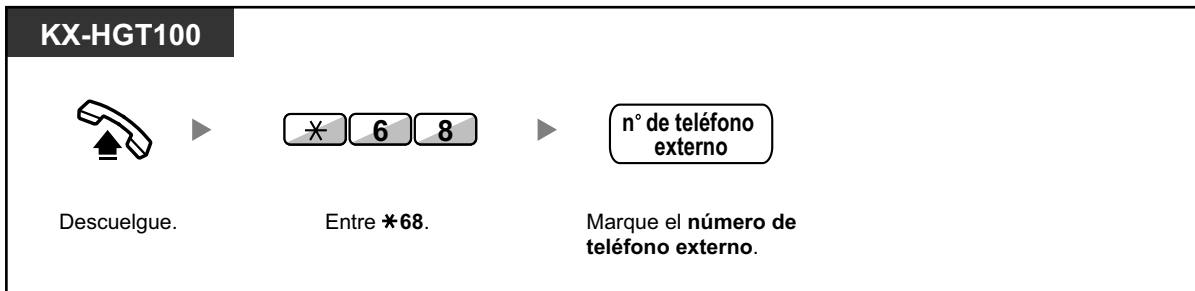 KX-HGT100
* 6 8
n° de teléfono
externo
Descuelgue.
Entre *68.
Marque el número de
teléfono externo.